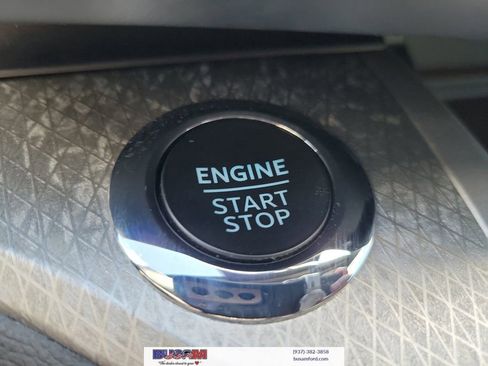 ENGINE
START
STOP
BUSAM
(937)-382-3858
busamford.com